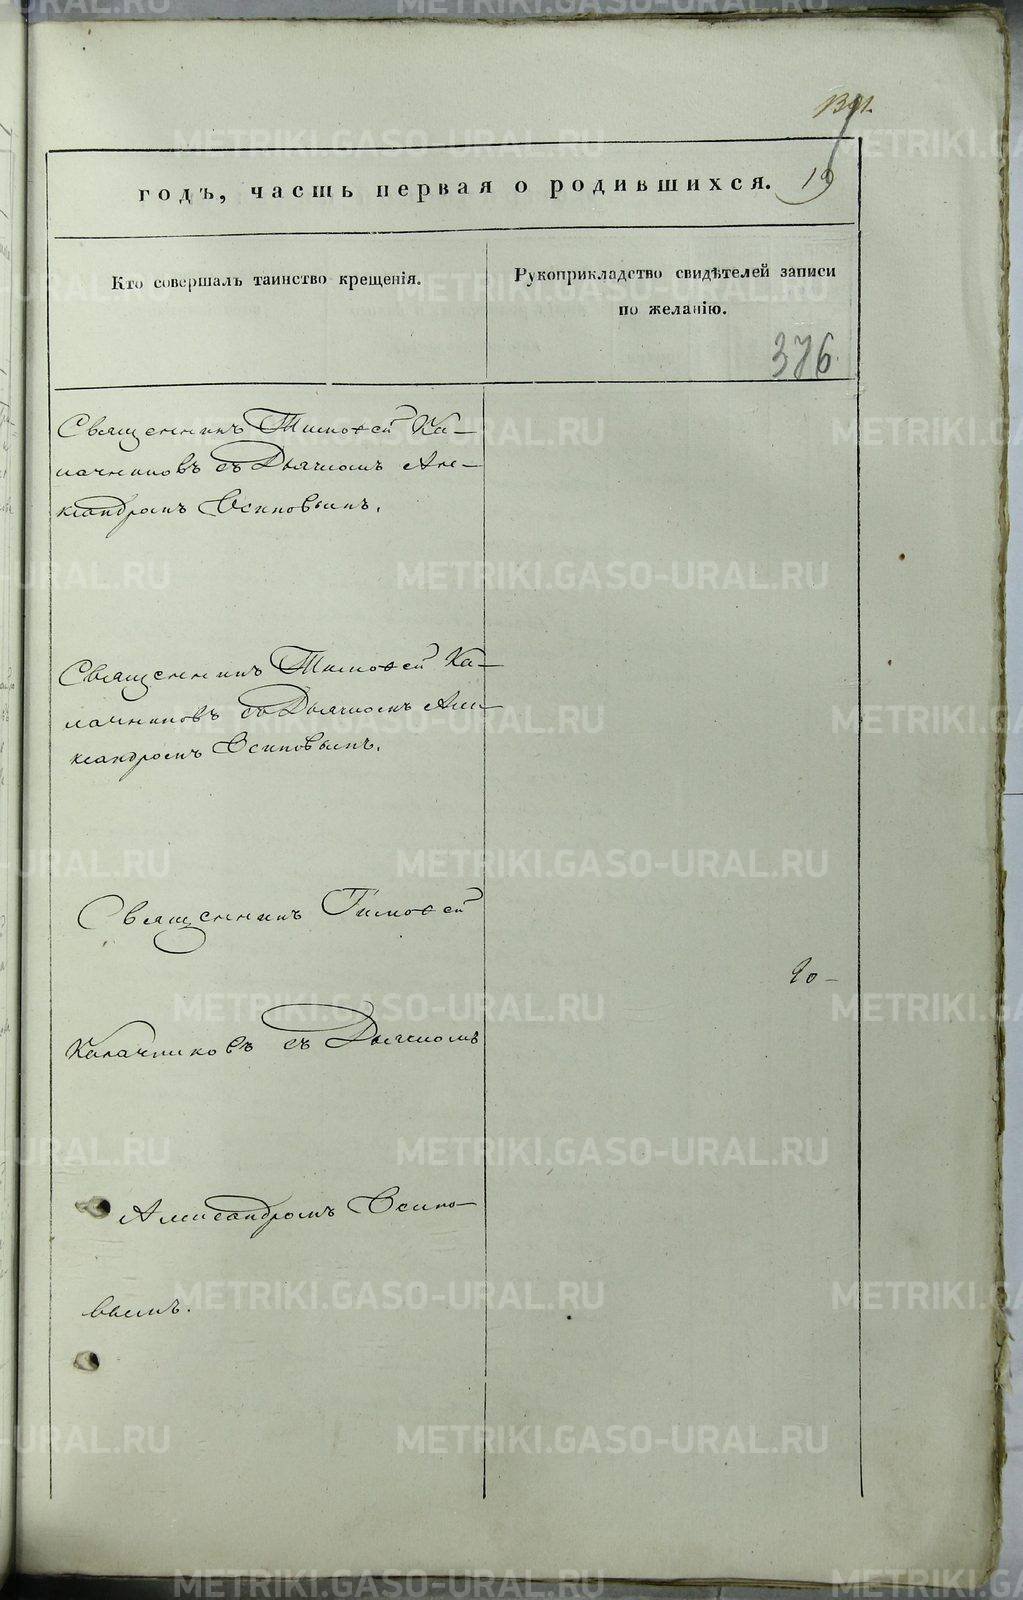 391.
19
годъ, часть первая о родившихся.
Кто совершалъ таинство крещенія.
Рукоприкладство свидѣтелей записи
по желанію.
376.
Священникъ Тимоѳей Ка-
лачниковъ съ Дьячкомъ Але-
ксандромъ Осиповымъ.
Священникъ Тимоѳей Ка-
лачниковъ съ Дьячкомъ Але-
ксандромъ Осиповымъ.
Священникъ Тимоѳей
20-
Калачниковъ съ Дьячкомъ
Александромъ Осипо-
вымъ.
METRIKI.GASO-URAL.RU